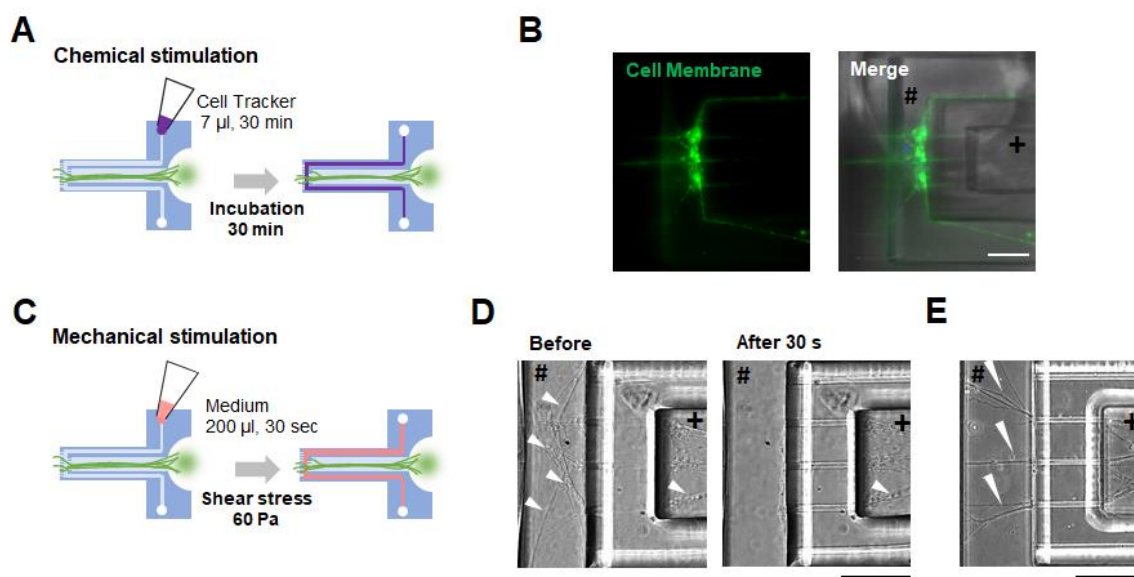 A
Chemical stimulation
Cell Tracker
7 µl, 30 min
Incubation
30 min
B
Cell Membrane
Merge
#
+
C
Mechanical stimulation
Medium
200 µl, 30 sec
Shear stress
60 Pa
D
Before
#
+
After 30 s
#
+
E
#
+